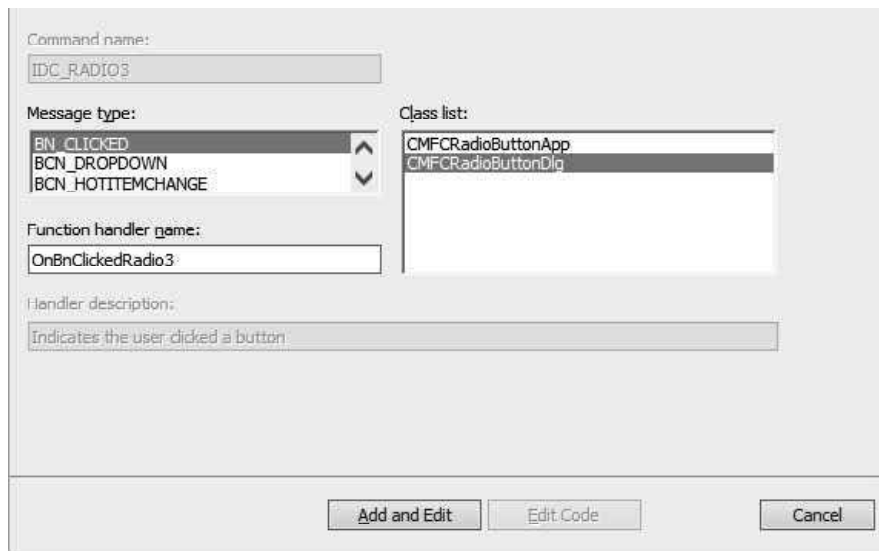 Command name:
IDC_RADIO3
Message type:
BN_CLICKED
BCN_DROPDOWN
BCN_HOTITEMCHANGE
Class list:
CMFCRadioButtonApp
CMFCRadioButtonDlg
Function handler name:
OnBnClickedRadio3
Handler description:
Indicates the user clicked a button
Add and Edit
Edit Code
Cancel